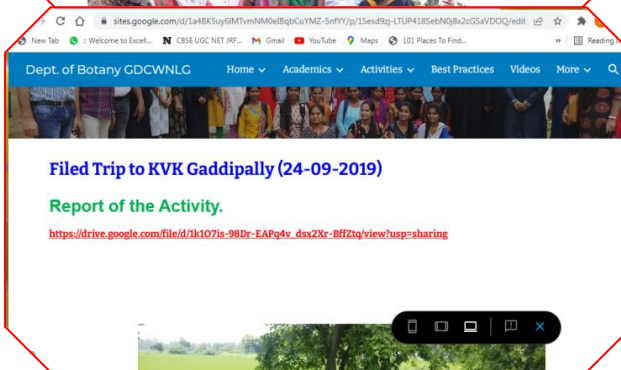 sites.google.com/d/1a4BK5uy6IMTvmNM0elBqbCuYMZ-5nfYY/p/1Sesd9zj-LTUP418SebN0j8x2cGSaVDOQ/edit
New Tab :: Welcome to Excell... CBSE UGC NET JRF... Gmail YouTube Maps 101 Places To Find... » Reading
Dept. of Botany GDCWNLG Home Academics Activities Best Practices Videos More
Filed Trip to KVK Gaddipally (24-09-2019)
Report of the Activity.
https://drive.google.com/file/d/1k1O7is-98Dr-EAPq4v_dsx2Xr-BffZtq/view?usp=sharing